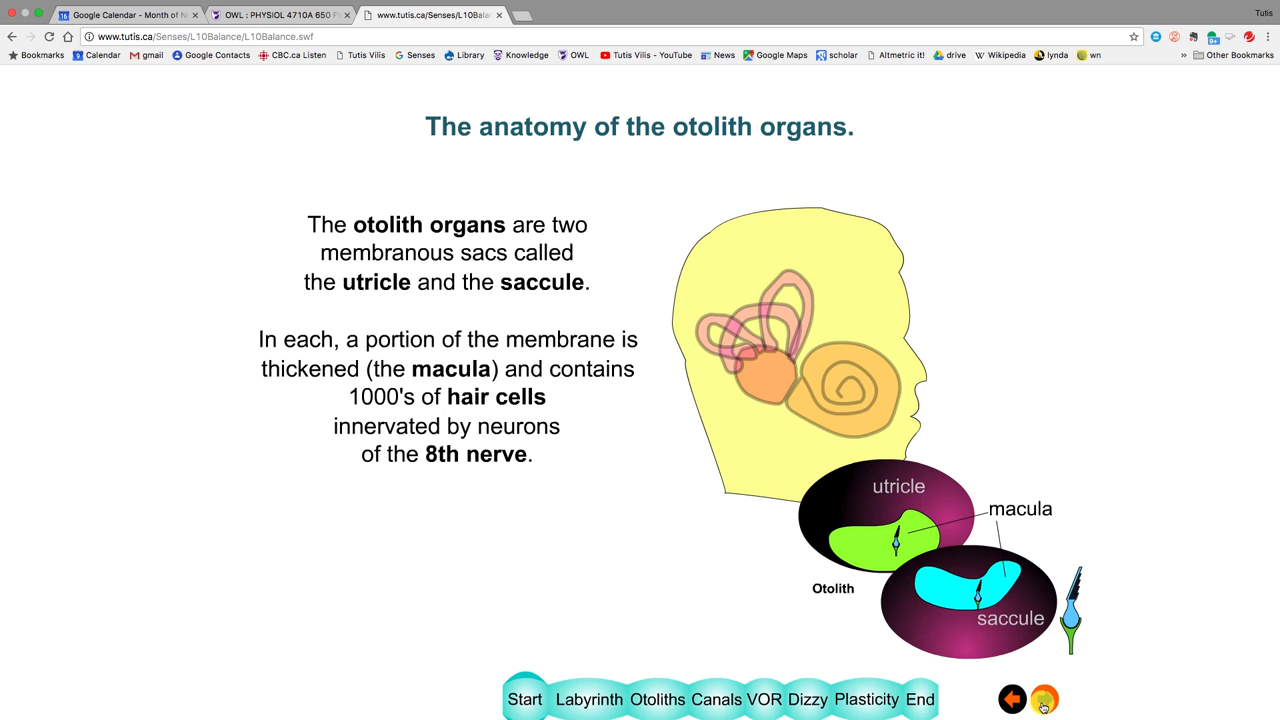 Google Calendar - Month of N
OWL : PHYSIOL 4710A 650 F
www.tutis.ca/Senses/L10Bala
Tutis
www.tutis.ca/Senses/L10Balance/L10Balance.swf
Bookmarks Calendar gmail Google Contacts CBC.ca Listen Tutis Vilis Senses Library Knowledge OWL Tutis Vilis - YouTube News Google Maps scholar Altmetric it! drive Wikipedia lynda wn » Other Bookmarks
The anatomy of the otolith organs.
The otolith organs are two
membranous sacs called
the utricle and the saccule.
In each, a portion of the membrane is
thickened (the macula) and contains
1000's of hair cells
innervated by neurons
of the 8th nerve.
utricle
macula
Otolith
saccule
Start Labyrinth Otoliths Canals VOR Dizzy Plasticity End